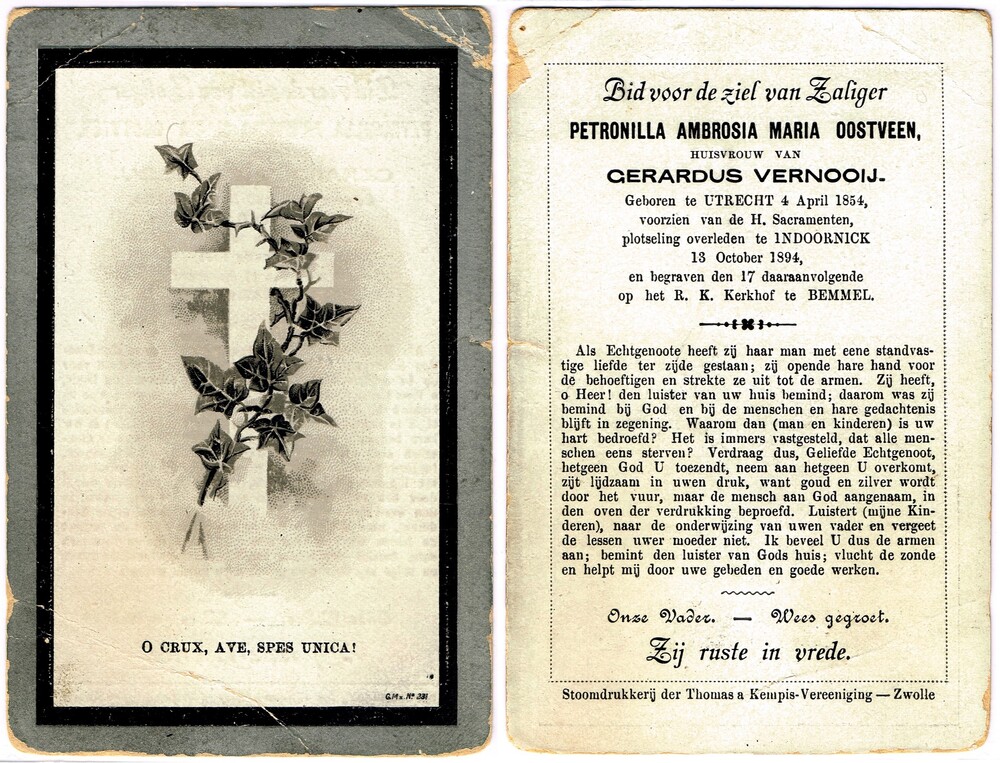 O CRUX, AVE, SPES UNICA!
G.M. No 331
Bid voor de ziel van Zaliger
PETRONILLA AMBROSIA MARIA OOSTVEEN,
HUISVROUW VAN
GERARDUS VERNOOIJ.
Geboren te UTRECHT 4 April 1854,
voorzien van de H. Sacramenten,
plotseling overleden te INDOORNICK
13 October 1894,
en begraven den 17 daaraanvolgende
op het R. K. Kerkhof te BEMMEL.
Als Echtgenoote heeft zij haar man met eene standvas-
tige liefde ter zijde gestaan; zij opende hare hand voor
de behoeftigen en strekte ze uit tot de armen. Zij heeft,
o Heer! den luister van uw huis bemind; daarom was zij
bemind bij God en bij de menschen en hare gedachtenis
blijft in zegening. Waarom dan (man en kinderen) is uw
hart bedroefd? Het is immers vastgesteld, dat alle men-
schen eens sterven? Verdraag dus, Geliefde Echtgenoot,
hetgeen God U toezendt, neem aan hetgeen U overkomt,
zijt lijdzaam in uwen druk, want goud en zilver wordt
door het vuur, maar de mensch aan God aangenaam, in
den oven der verdrukking beproefd. Luistert (mijne Kin-
deren), naar de onderwijzing van uwen vader en vergeet
de lessen uwer moeder niet. Ik beveel U dus de armen
aan; bemint den luister van Gods huis; vlucht de zonde
en helpt mij door uwe gebeden en goede werken.
Onze Vader. — Wees gegroet.
Zij ruste in vrede.
Stoomdrukkerij der Thomas a Kempis-Vereeniging — Zwolle